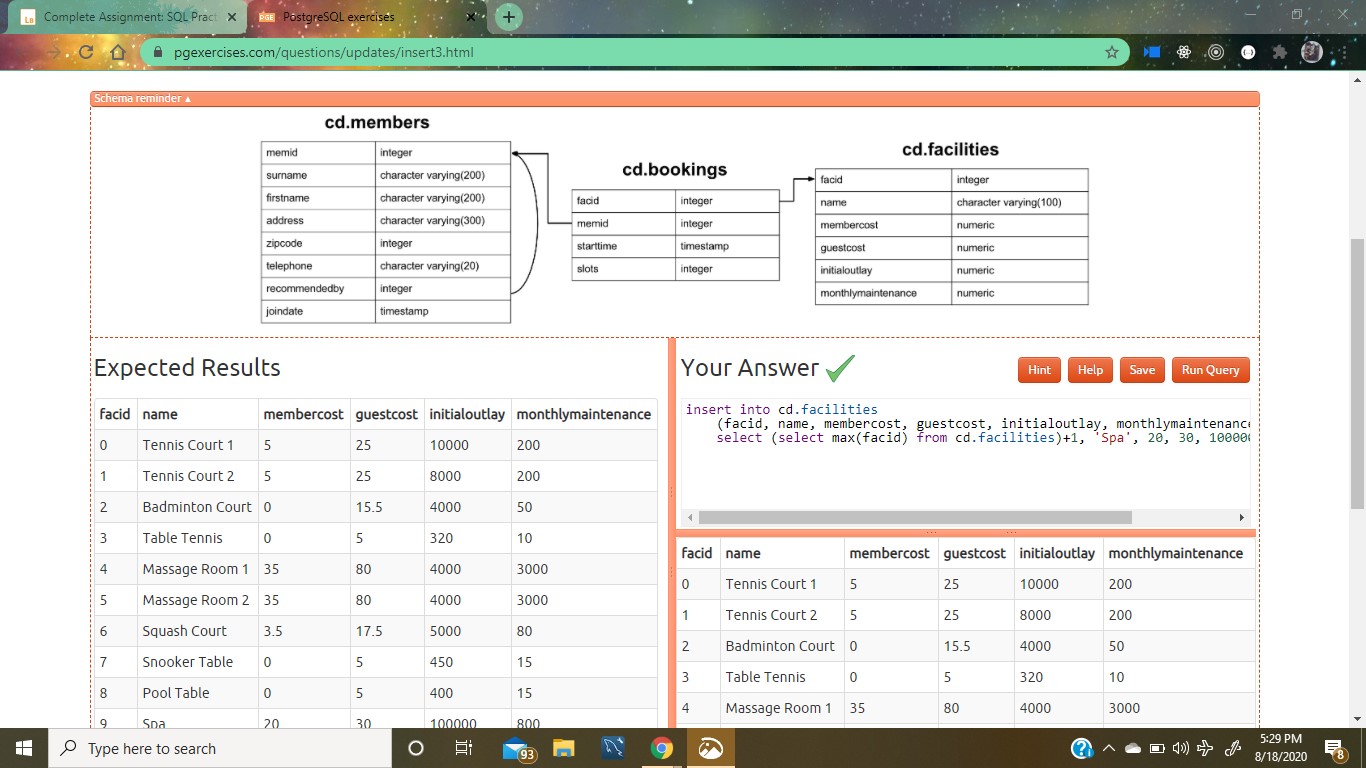 Complete Assignment: SQL Pract
PGE PostgreSQL exercises
pgexercises.com/questions/updates/insert3.html
Schema reminder ▲
cd.members
memid integer
surname character varying(200)
firstname character varying(200)
address character varying(300)
zipcode integer
telephone character varying(20)
recommendedby integer
joindate timestamp
cd.bookings
facid integer
memid integer
starttime timestamp
slots integer
cd.facilities
facid integer
name character varying(100)
membercost numeric
guestcost numeric
initialoutlay numeric
monthlymaintenance numeric
Expected Results
facid name membercost guestcost initialoutlay monthlymaintenance
0 Tennis Court 1 5 25 10000 200
1 Tennis Court 2 5 25 8000 200
2 Badminton Court 0 15.5 4000 50
3 Table Tennis 0 5 320 10
4 Massage Room 1 35 80 4000 3000
5 Massage Room 2 35 80 4000 3000
6 Squash Court 3.5 17.5 5000 80
7 Snooker Table 0 5 450 15
8 Pool Table 0 5 400 15
9 Spa 20 30 100000 800
Your Answer
Hint Help Save Run Query
insert into cd.facilities
(facid, name, membercost, guestcost, initialoutlay, monthlymaintenance
select (select max(facid) from cd.facilities)+1, 'Spa', 20, 30, 100000
facid name membercost guestcost initialoutlay monthlymaintenance
0 Tennis Court 1 5 25 10000 200
1 Tennis Court 2 5 25 8000 200
2 Badminton Court 0 15.5 4000 50
3 Table Tennis 0 5 320 10
4 Massage Room 1 35 80 4000 3000
Type here to search
93
5:29 PM
8/18/2020
8